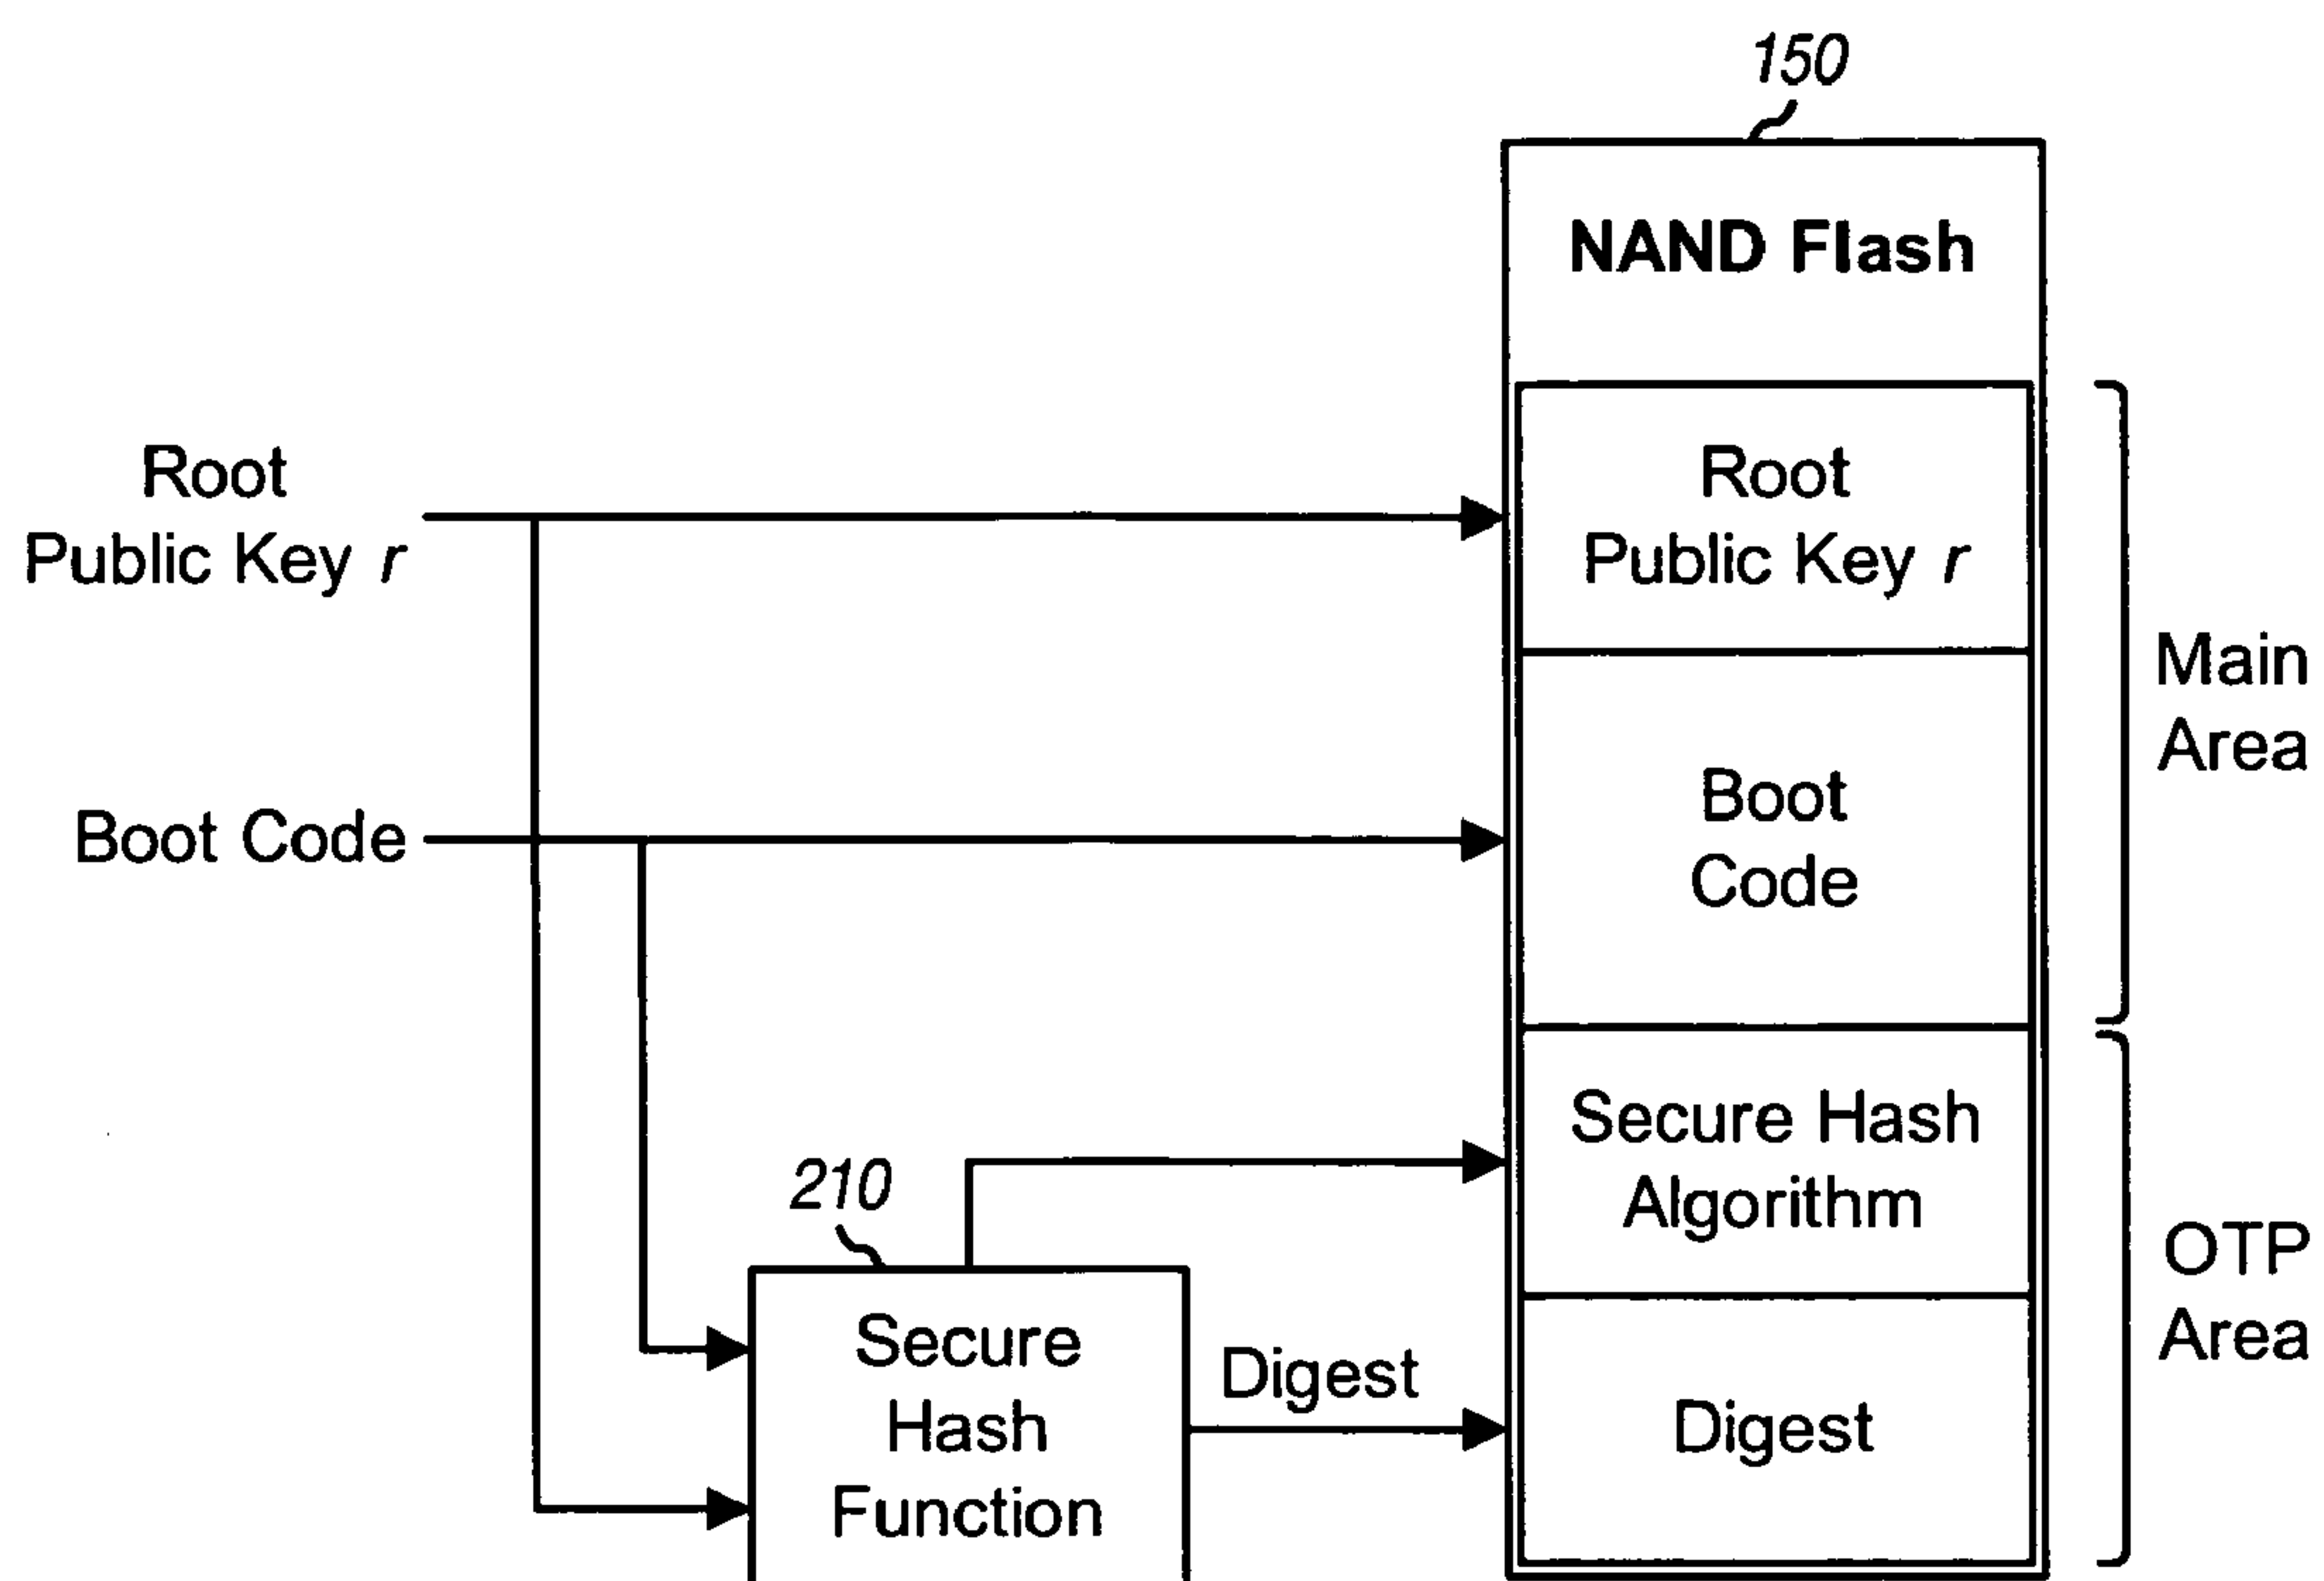 150
NAND Flash
Root
Public Key r
Root
Public Key r
Main
Area
Boot Code
Boot
Code
Secure Hash
Algorithm
210
OTP
Area
Secure
Hash
Function
Digest
Digest